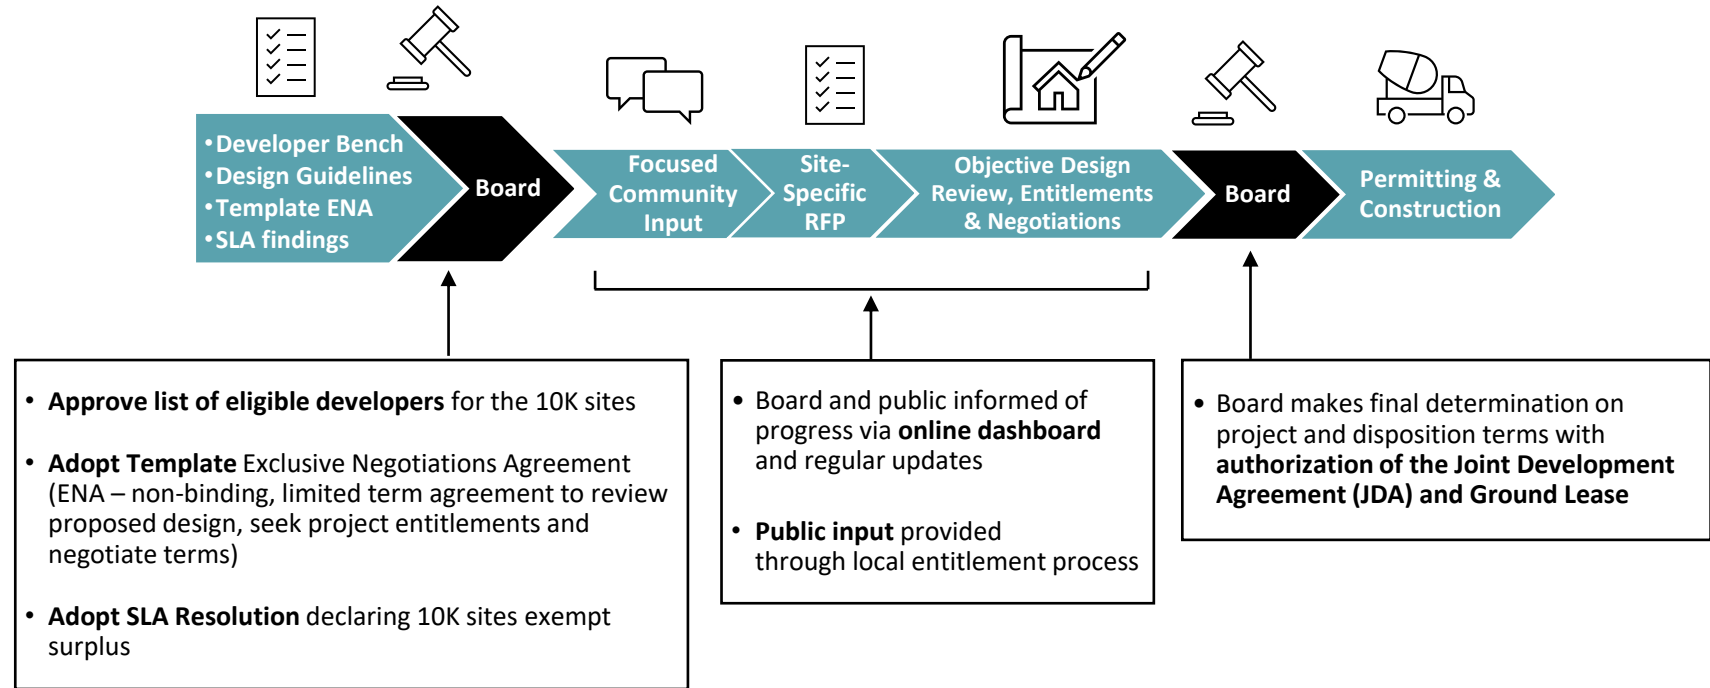 •Developer Bench
•Design Guidelines
•Template ENA
•SLA findings
Board
Focused
Community
Input
Site-
Specific
RFP
Objective Design
Review, Entitlements
& Negotiations
Board
Permitting &
Construction
• Approve list of eligible developers for the 10K sites
• Adopt Template Exclusive Negotiations Agreement
(ENA – non-binding, limited term agreement to review
proposed design, seek project entitlements and
negotiate terms)
• Adopt SLA Resolution declaring 10K sites exempt
surplus
• Board and public informed of
progress via online dashboard
and regular updates
• Public input provided
through local entitlement process
• Board makes final determination on
project and disposition terms with
authorization of the Joint Development
Agreement (JDA) and Ground Lease